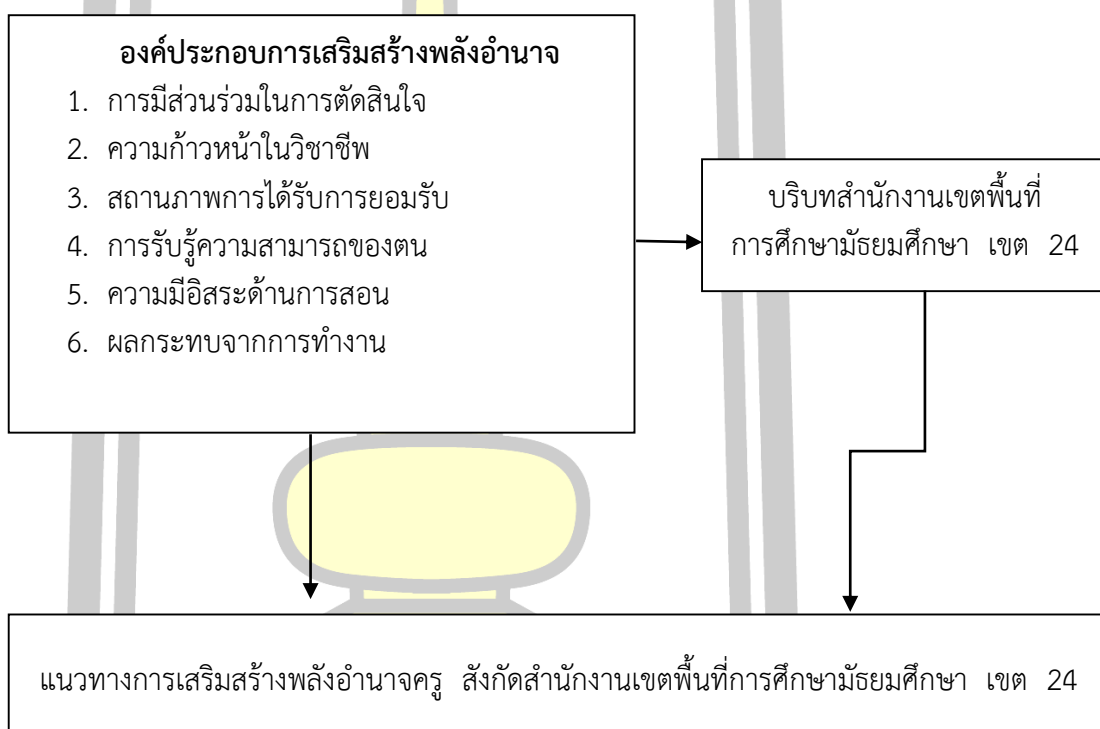 องค์ประกอบการเสริมสร้างพลังอำนาจ
1. การมีส่วนร่วมในการตัดสินใจ
2. ความก้าวหน้าในวิชาชีพ
3. สถานภาพการได้รับการยอมรับ
4. การรับรู้ความสามารถของตน
5. ความมีอิสระด้านการสอน
6. ผลกระทบจากการทำงาน
บริบทสำนักงานเขตพื้นที่
การศึกษามัธยมศึกษา เขต 24
แนวทางการเสริมสร้างพลังอำนาจครู สังกัดสำนักงานเขตพื้นที่การศึกษามัธยมศึกษา เขต 24